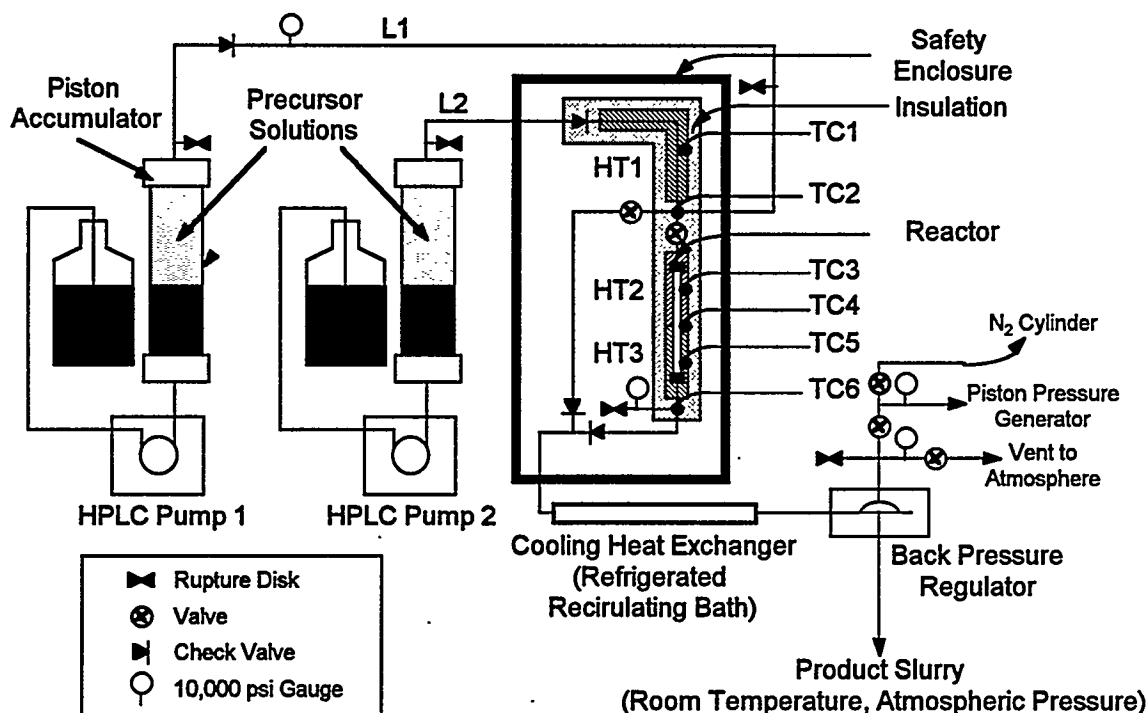 L1
Safety
Enclosure
Piston
Accumulator
Precursor
Solutions
L2
Insulation
TC1
HT1
TC2
Reactor
HT2
TC3
TC4
HT3
TC5
TC6
N2 Cylinder
Piston Pressure
Generator
Vent to
Atmosphere
HPLC Pump 1
HPLC Pump 2
Cooling Heat Exchanger
(Refrigerated
Recirulating Bath)
Back Pressure
Regulator
Rupture Disk
Valve
Check Valve
10,000 psi Gauge
Product Slurry
(Room Temperature, Atmospheric Pressure)